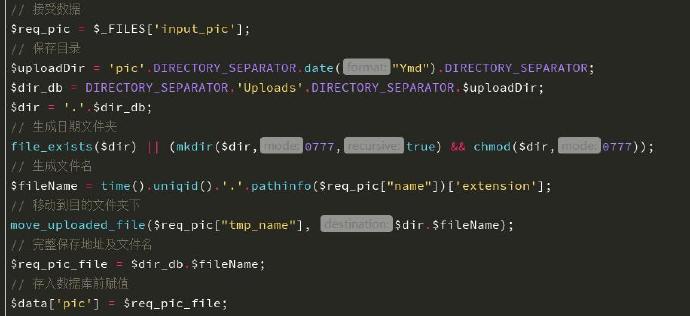 // 接受数据
$req_pic = $_FILES['input_pic'];
// 保存目录
$uploadDir = 'pic'.DIRECTORY_SEPARATOR.date( format: "Ymd").DIRECTORY_SEPARATOR;
$dir_db = DIRECTORY_SEPARATOR.'Uploads'.DIRECTORY_SEPARATOR.$uploadDir;
$dir = '.'.$dir_db;
// 生成日期文件夹
file_exists($dir) || (mkdir($dir, mode: 0777, recursive: true) && chmod($dir, mode: 0777));
// 生成文件名
$fileName = time().uniqid().'.'.pathinfo($req_pic["name"])['extension'];
// 移动到目的文件夹下
move_uploaded_file($req_pic["tmp_name"], destination: $dir.$fileName);
// 完整保存地址及文件名
$req_pic_file = $dir_db.$fileName;
// 存入数据库前赋值
$data['pic'] = $req_pic_file;